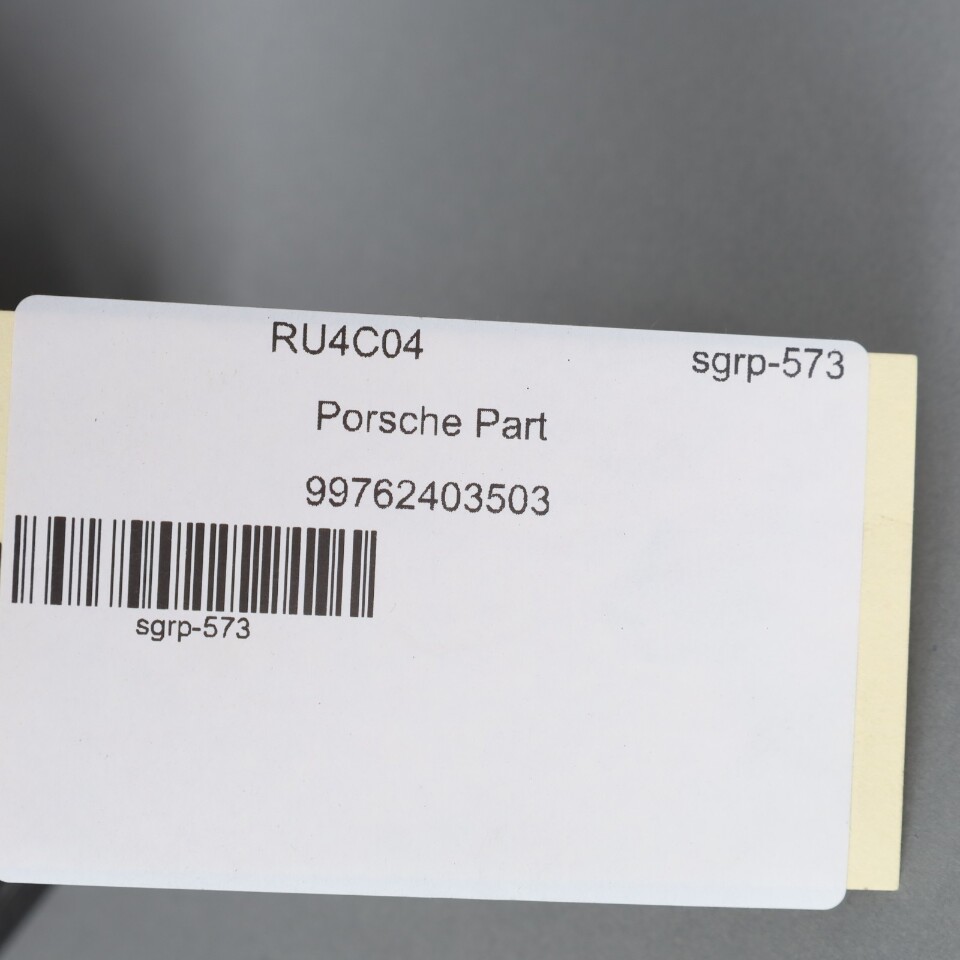 RU4C04 sgrp-573
Porsche Part
99762403503
sgrp-573